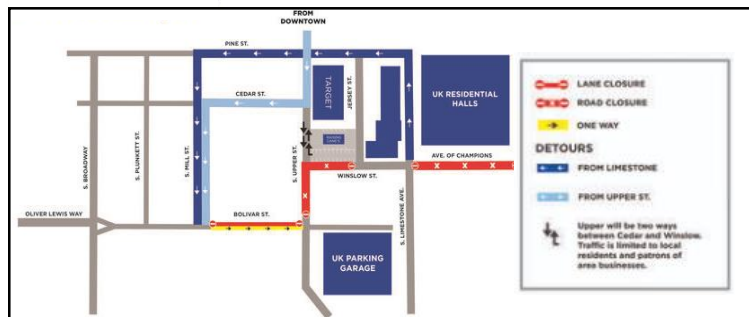 FROM
DOWNTOWN
PINE ST.
CEDAR ST.
TARGET
JERSEY ST.
UK RESIDENTIAL
HALLS
S. BROADWAY
S. PLUNKETT ST.
S. MILL ST.
S. UPPER ST.
AVE. OF CHAMPIONS
WINSLOW ST.
OLIVER LEWIS WAY
BOLIVAR ST.
S. LIMESTONE AVE.
UK PARKING
GARAGE
LANE CLOSURE
ROAD CLOSURE
ONE WAY
DETOURS
FROM LIMESTONE
FROM UPPER ST.
Upper will be two ways
between Cedar and Winslow.
Traffic is limited to local
residents and patrons of
area businesses.